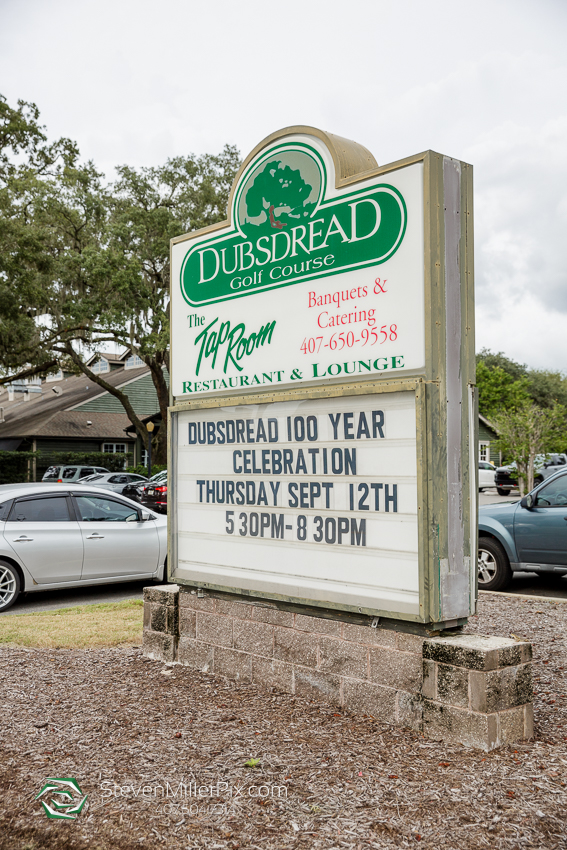 DUBSDREAD
Golf Course
The
Tap Room
Banquets &
Catering
407-650-9558
RESTAURANT & LOUNGE
DUBSDREAD 100 YEAR
CELEBRATION
THURSDAY SEPT 12TH
5 30PM-8 30PM
StevenMillerPix.com